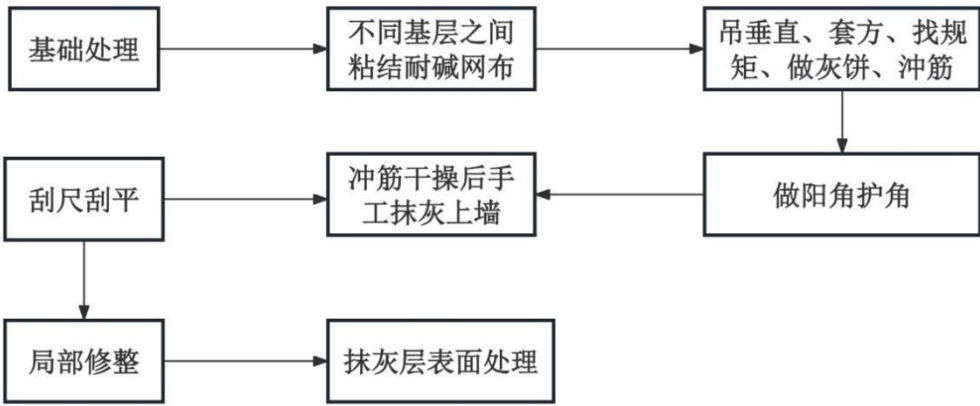 基础处理
不同基层之间
粘结耐碱网布
吊垂直、套方、找规
矩、做灰饼、冲筋
刮尺刮平
冲筋干操后手
工抹灰上墙
做阳角护角
局部修整
抹灰层表面处理